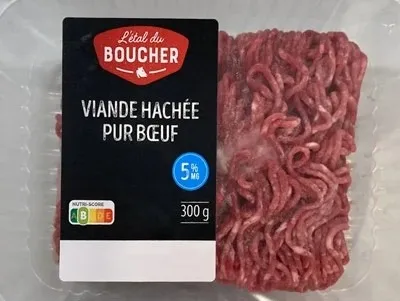 L'étal du
BOUCHER
VIANDE HACHÉE
PUR BŒUF
5%
MG
NUTRI-SCORE
A B C D E
300 g